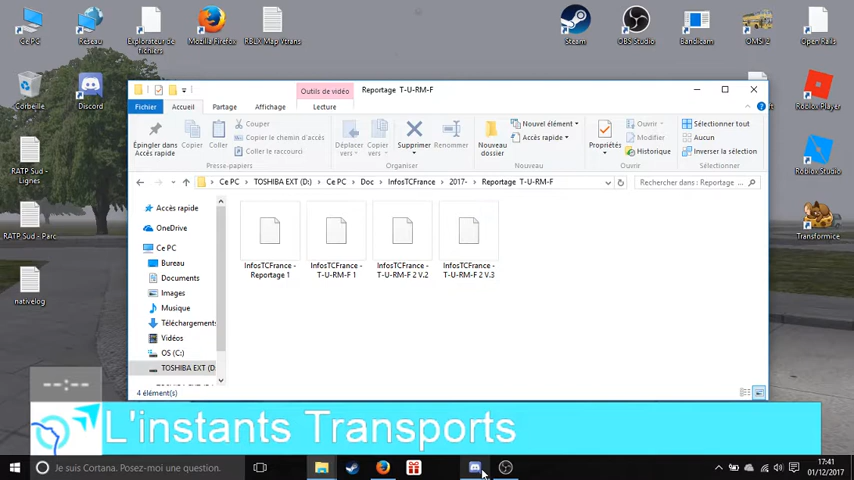 Ce PC
Réseau
Explorateur de
fichiers
Mozilla Firefox
RBLX Map Vtrans
Steam
OBS Studio
Bandicam
OMSI 2
Open Rails
Corbeille
Discord
Roblox Player
RATP Sud -
Lignes
Roblox Studio
RATP Sud - Parc
Transformice
nativelog
Outils de vidéo
Reportage T-U-RM-F
Fichier
Accueil
Partage
Affichage
Lecture
Épingler dans
Accès rapide
Copier
Coller
Couper
Copier le chemin d'accès
Coller le raccourci
Presse-papiers
Déplacer
vers
Copier
vers
Supprimer
Renommer
Organiser
Nouveau
dossier
Nouvel élément
Accès rapide
Nouveau
Propriétés
Ouvrir
Modifier
Historique
Ouvrir
Sélectionner tout
Aucun
Inverser la sélection
Sélection
Ce PC > TOSHIBA EXT (D:) > Ce PC > Doc > InfosTCFrance > 2017- > Reportage T-U-RM-F
Rechercher dans : Reportage ...
Accès rapide
OneDrive
Ce PC
Bureau
Documents
Images
Musique
Téléchargements
Vidéos
OS (C:)
TOSHIBA EXT (D:
InfosTCFrance -
Reportage 1
InfosTCFrance -
T-U-RM-F 1
InfosTCFrance -
T-U-RM-F 2 V.2
InfosTCFrance -
T-U-RM-F 2 V.3
4 élément(s)
--:--
L'instants Transports
Je suis Cortana. Posez-moi une question.
17:41
01/12/2017